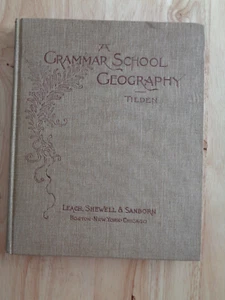 A
GRAMMAR SCHOOL
GEOGRAPHY
TILDEN
LEACH, SHEWELL & SANBORN
BOSTON · NEW YORK · CHICAGO